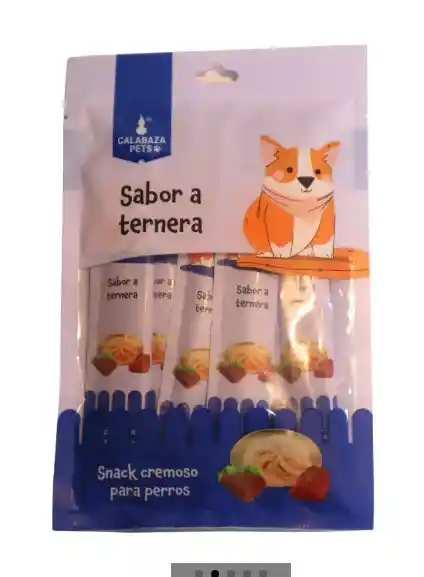 CALABAZA
PETS
Sabor a
ternera
Sabor a
ternera
Sabor a
ternera
Snack cremoso
para perros